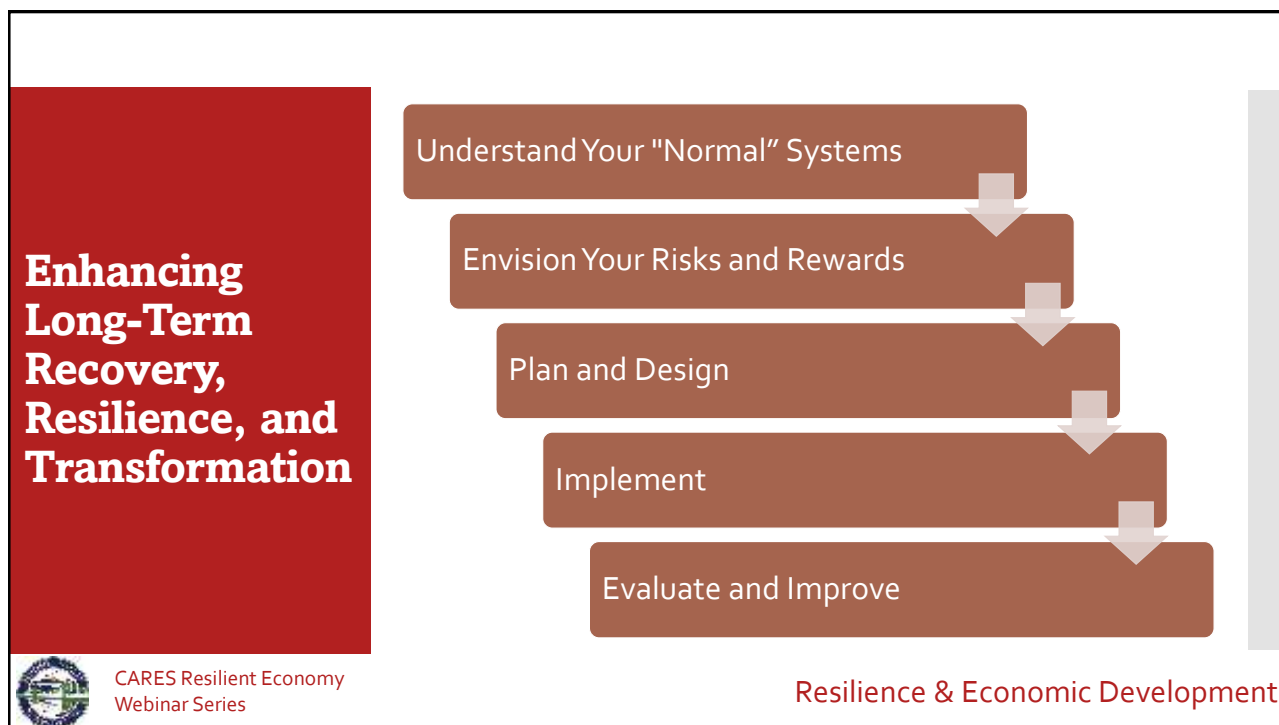 Enhancing
Long-Term
Recovery,
Resilience, and
Transformation
Understand Your "Normal” Systems
Envision Your Risks and Rewards
Plan and Design
Implement
Evaluate and Improve
CARES Resilient Economy
Webinar Series
Resilience & Economic Development